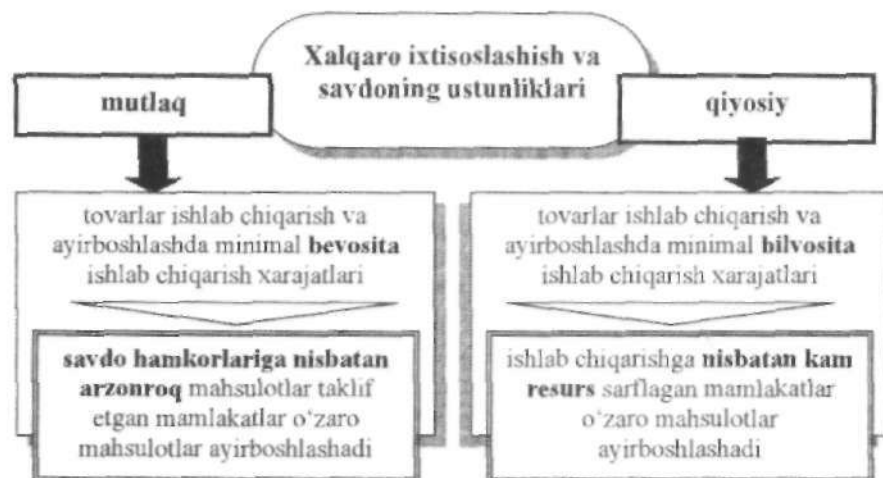 Xalqaro ixtisoslashish va
savdoning ustunliklari
mutlaq
qiyosiy
tovarlar ishlab chiqarish va
ayirboshlashda minimal bevosita
ishlab chiqarish xarajatlari
savdo hamkorlariga nisbatan
arzonroq mahsulotlar taklif
etgan mamlakatlar o‘zaro
mahsulotlar ayirboshlashadi
tovarlar ishlab chiqarish va
ayirboshlashda minimal bilvosita
ishlab chiqarish xarajatlari
ishlab chiqarishga nisbatan kam
resurs sarflagan mamlakatlar
o‘zaro mahsulotlar
ayirboshlashadi